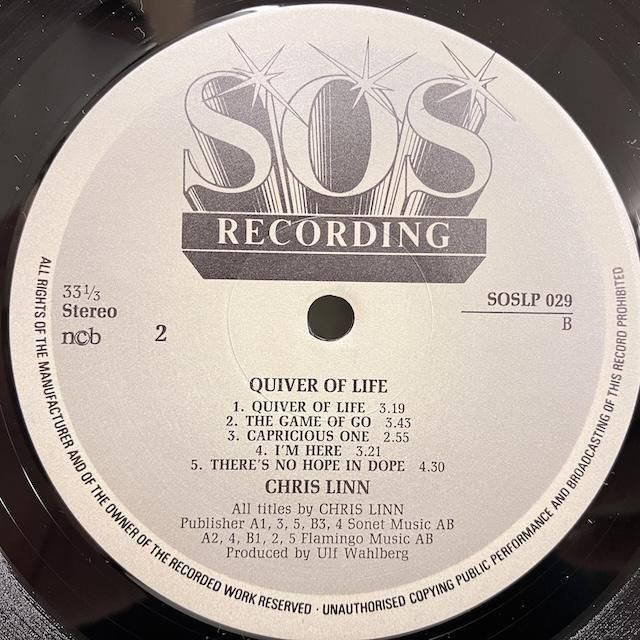 SOS
RECORDING
33 1/3
Stereo
ncb
2
SOSLP 029
B
QUIVER OF LIFE
1. QUIVER OF LIFE 3.19
2. THE GAME OF GO 3.43
3. CAPRICIOUS ONE 2.55
4. I'M HERE 3.21
5. THERE'S NO HOPE IN DOPE 4.30
CHRIS LINN
All titles by CHRIS LINN
Publisher A1, 3, 5, B3, 4 Sonet Music AB
A2, 4, B1, 2, 5 Flamingo Music AB
Produced by Ulf Wahlberg
ALL RIGHTS OF THE MANUFACTURER AND OF THE OWNER OF THE RECORDED WORK RESERVED · UNAUTHORISED COPYING PUBLIC PERFORMANCE AND BROADCASTING OF THIS RECORD PROHIBITED